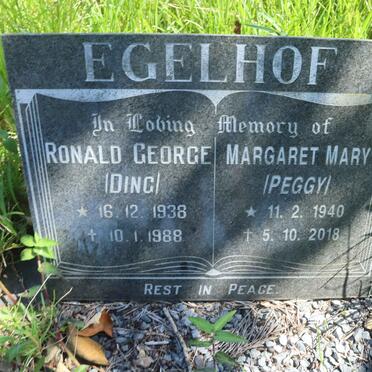 EGELHOF
In Loving Memory of
RONALD GEORGE
(DING)
* 16.12.1938
† 10.1.1988
MARGARET MARY
(PEGGY)
* 11.2.1940
† 5.10.2018
REST IN PEACE.